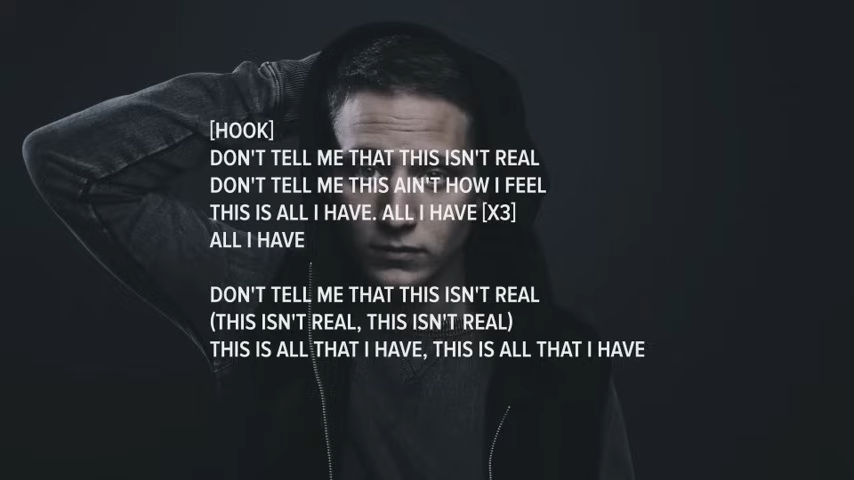 [HOOK]
DON'T TELL ME THAT THIS ISN'T REAL
DON'T TELL ME THIS AIN'T HOW I FEEL
THIS IS ALL I HAVE. ALL I HAVE [X3]
ALL I HAVE
DON'T TELL ME THAT THIS ISN'T REAL
(THIS ISN'T REAL, THIS ISN'T REAL)
THIS IS ALL THAT I HAVE, THIS IS ALL THAT I HAVE